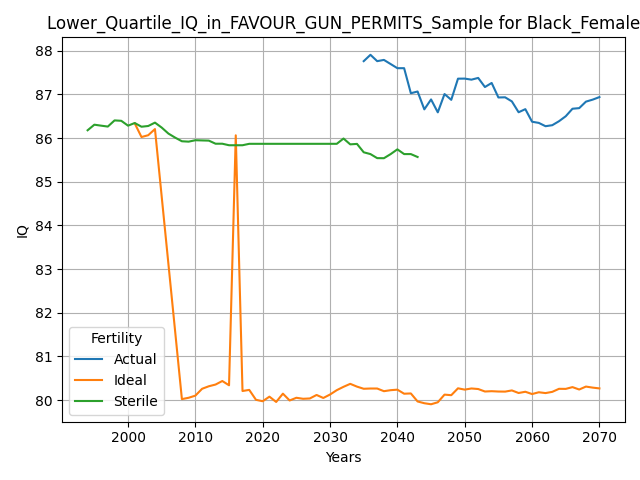 Lower_Quartile_IQ_in_FAVOUR_GUN_PERMITS_Sample for Black_Female
88
87
86
85
84
83
82
81
80
IQ
Fertility
Actual
Ideal
Sterile
2000 2010 2020 2030 2040 2050 2060 2070
Years